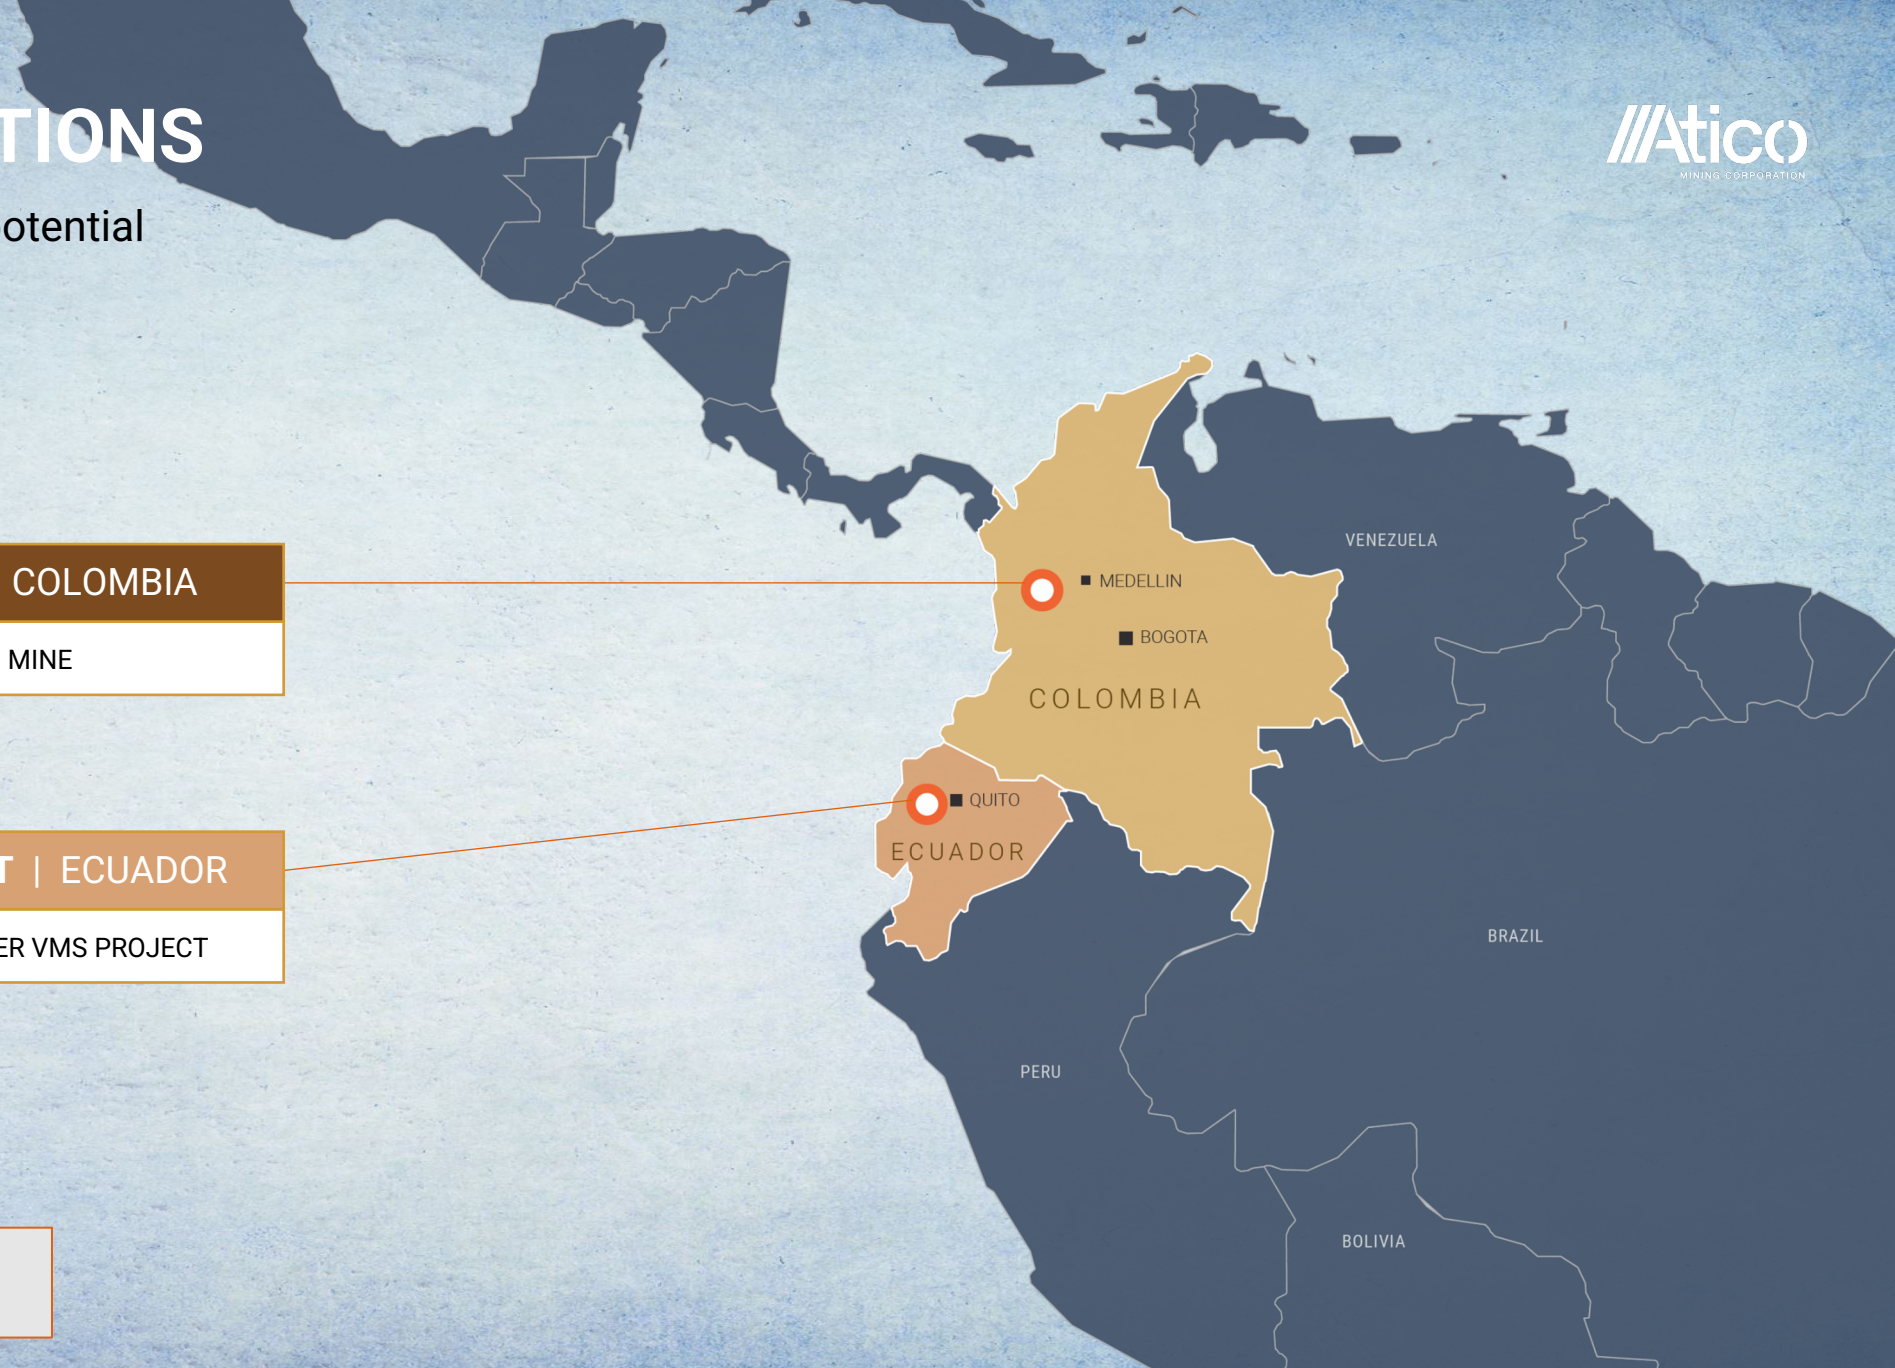 TIONS
Atico
MINING CORPORATION
otential
VENEZUELA
COLOMBIA
MEDELLIN
BOGOTA
MINE
COLOMBIA
QUITO
ECUADOR
T | ECUADOR
ER VMS PROJECT
BRAZIL
PERU
BOLIVIA